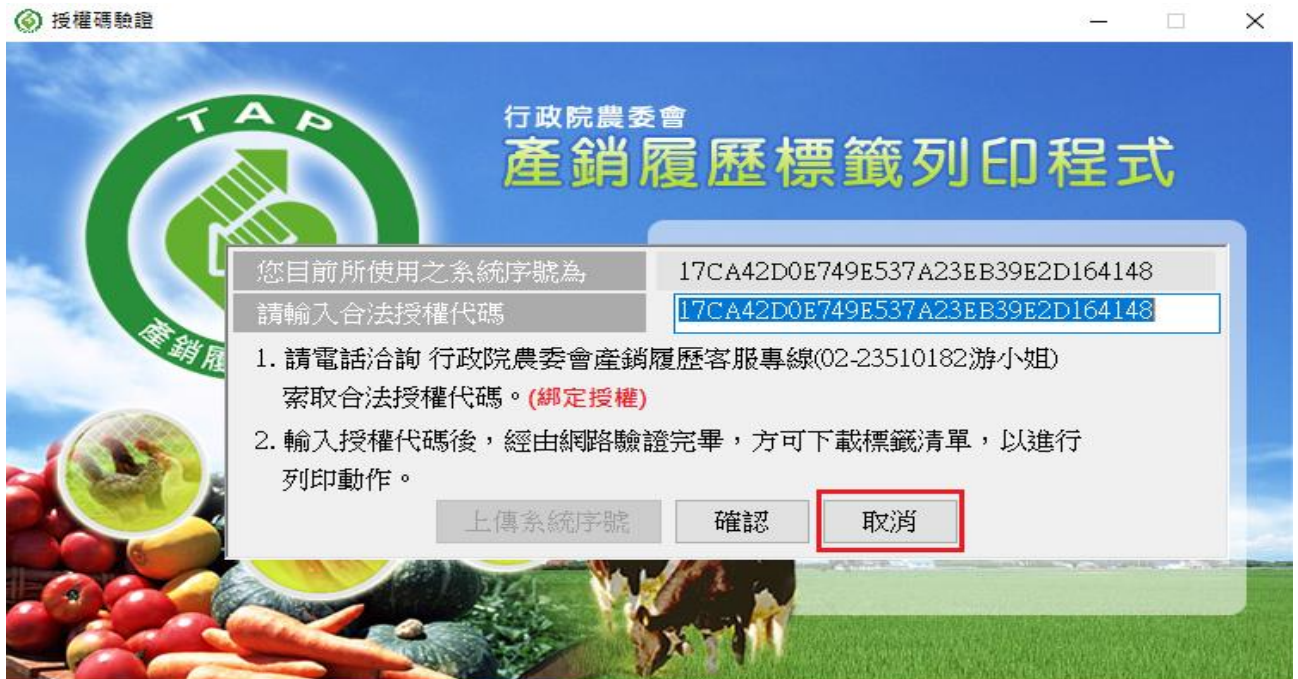 授權碼驗證
TAP
行政院農委會
產銷履歷標籤列印程式
產銷履
您目前所使用之系統序號為
17CA42D0E749E537A23EB39E2D164148
請輸入合法授權代碼
17CA42D0E749E537A23EB39E2D164148
1. 請電話洽詢 行政院農委會產銷履歷客服專線(02-23510182游小姐)
索取合法授權代碼。(綁定授權)
2. 輸入授權代碼後，經由網路驗證完畢，方可下載標籤清單，以進行
列印動作。
上傳系統序號
確認
取消